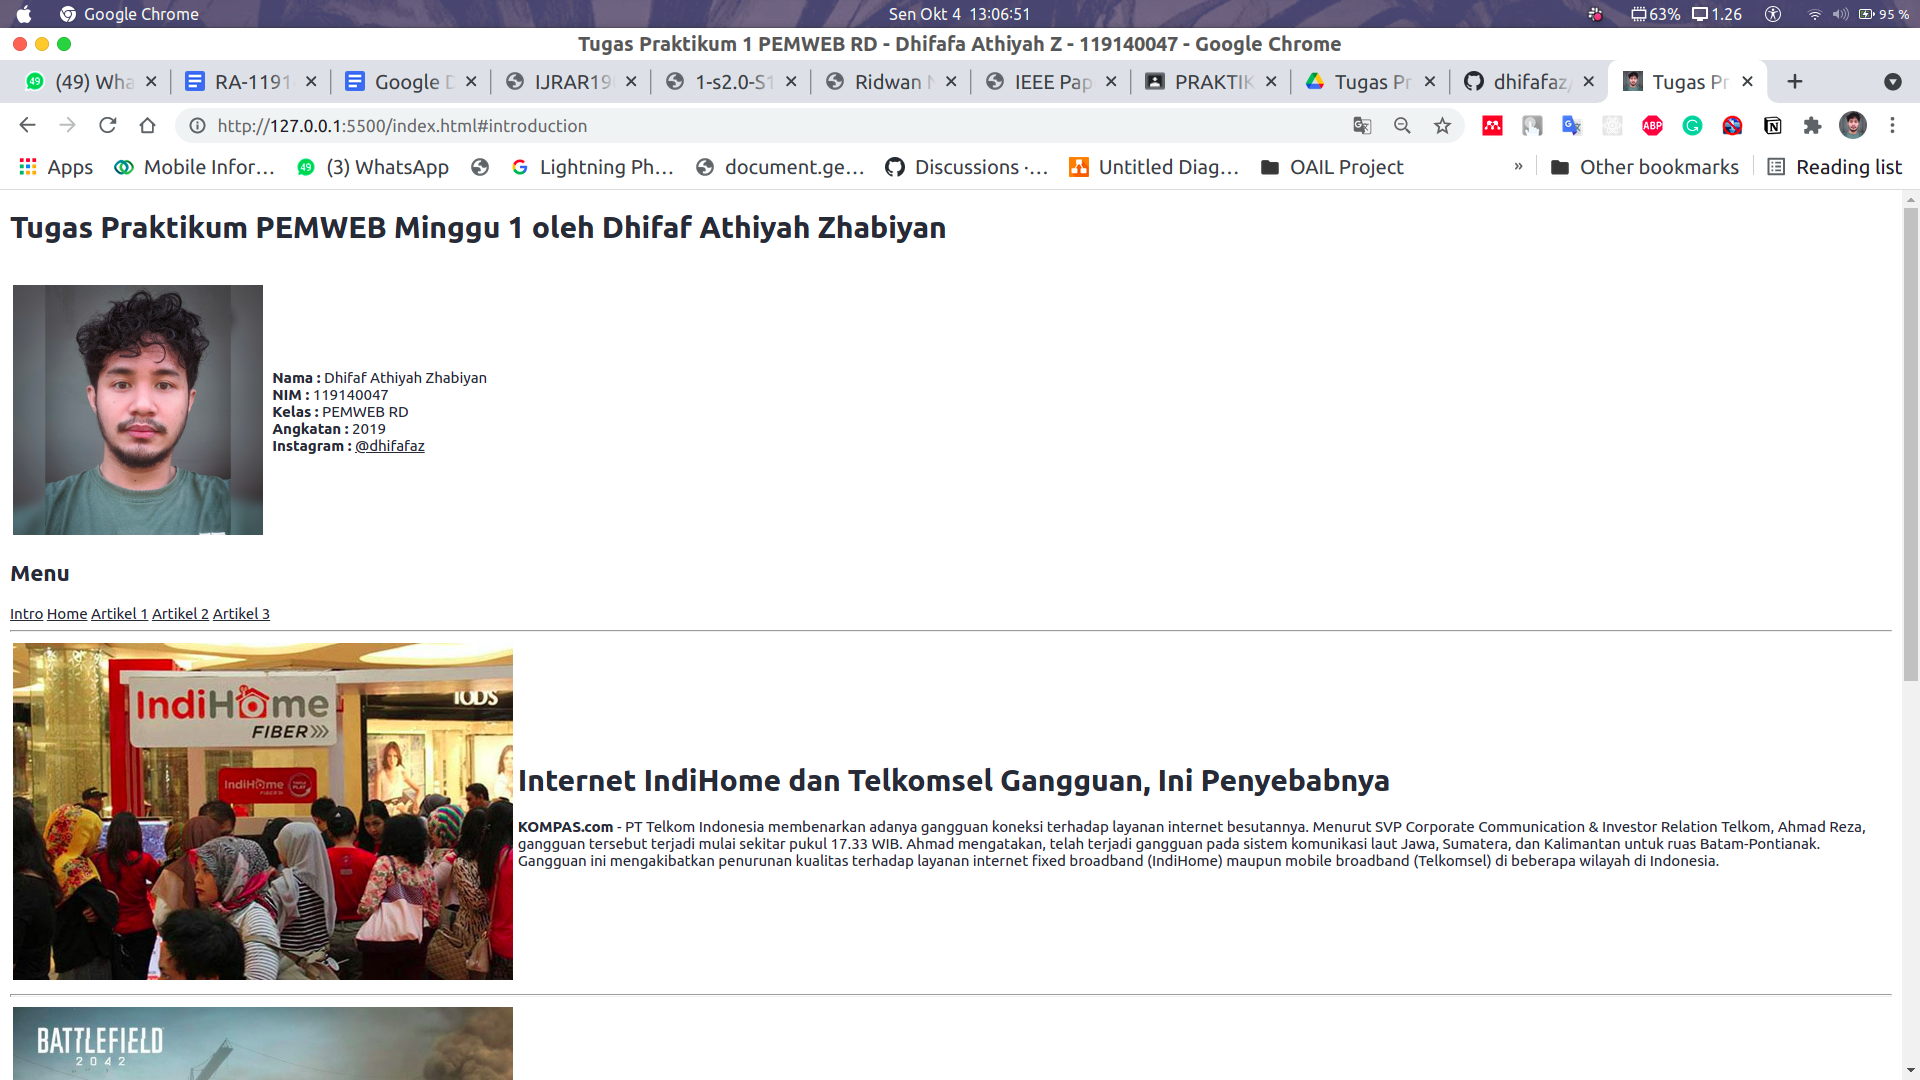 Google Chrome
Sen Okt 4 13:06:51
63% 1.26 95 %
Tugas Praktikum 1 PEMWEB RD - Dhifafa Athiyah Z - 119140047 - Google Chrome
(49) Wha
RA-1191
Google D
IJRAR19
1-s2.0-S1
Ridwan
IEEE Pap
PRAKTIK
Tugas Pr
dhifafaz/
Tugas Pr
http://127.0.0.1:5500/index.html#introduction
ABP
Apps
49
Mobile Infor...
(3) WhatsApp
Lightning Ph...
document.ge...
Discussions ·...
Untitled Diag...
OAIL Project
»
Other bookmarks
Reading list
Tugas Praktikum PEMWEB Minggu 1 oleh Dhifaf Athiyah Zhabiyan
Nama : Dhifaf Athiyah Zhabiyan
NIM : 119140047
Kelas : PEMWEB RD
Angkatan : 2019
Instagram : @dhifafaz
Menu
Intro Home Artikel 1 Artikel 2 Artikel 3
IndiHome
FIBER
TODS
IndiHome
FIBER
Internet IndiHome dan Telkomsel Gangguan, Ini Penyebabnya
KOMPAS.com - PT Telkom Indonesia membenarkan adanya gangguan koneksi terhadap layanan internet besutannya. Menurut SVP Corporate Communication & Investor Relation Telkom, Ahmad Reza,
gangguan tersebut terjadi mulai sekitar pukul 17.33 WIB. Ahmad mengatakan, telah terjadi gangguan pada sistem komunikasi laut Jawa, Sumatera, dan Kalimantan untuk ruas Batam-Pontianak.
Gangguan ini mengakibatkan penurunan kualitas terhadap layanan internet fixed broadband (IndiHome) maupun mobile broadband (Telkomsel) di beberapa wilayah di Indonesia.
BATTLEFIELD
2042